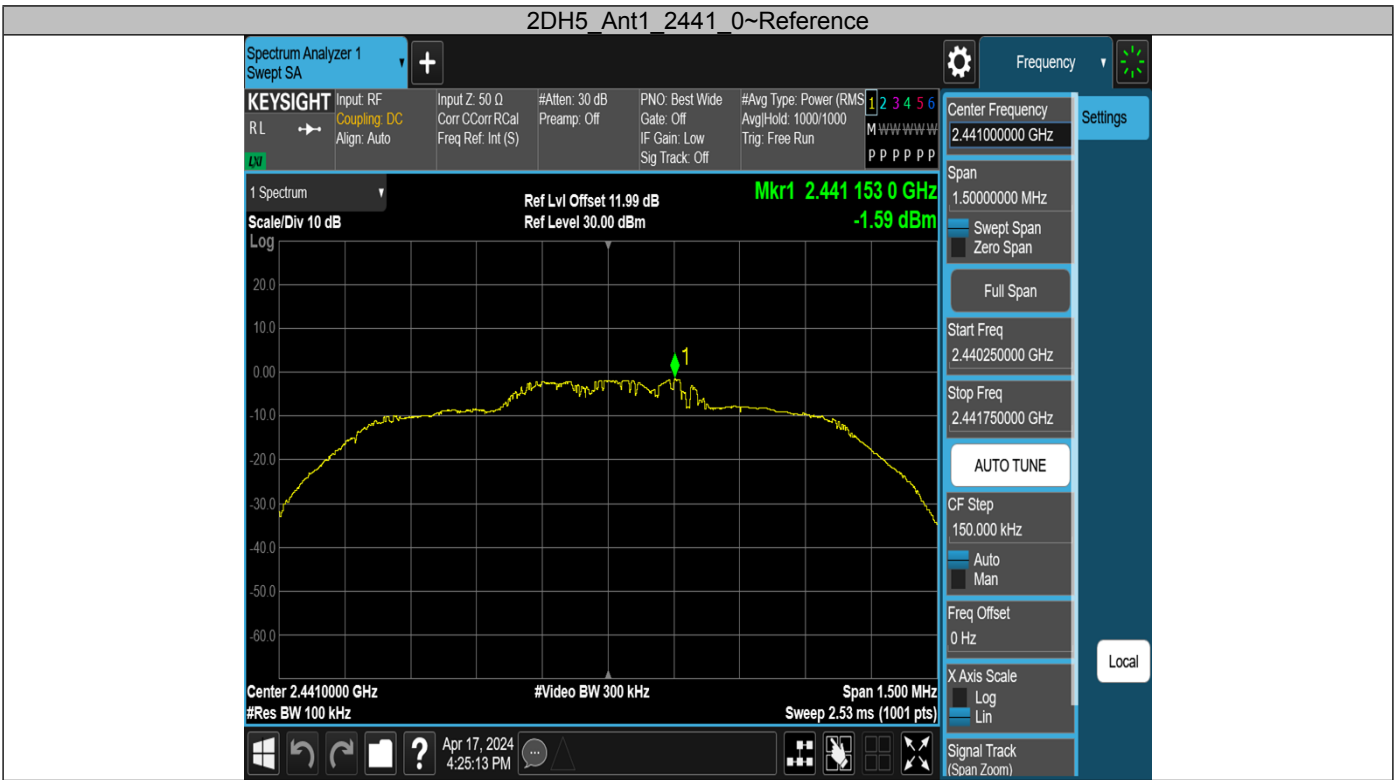 2DH5_Ant1_2441_0~Reference
Spectrum Analyzer 1
Swept SA
+
Frequency
KEYSIGHT
R L
LXI
Input: RF
Coupling: DC
Align: Auto
Input Z: 50 Ω
Corr CCorr RCal
Freq Ref: Int (S)
#Atten: 30 dB
Preamp: Off
PNO: Best Wide
Gate: Off
IF Gain: Low
Sig Track: Off
#Avg Type: Power (RMS
Avg|Hold: 1000/1000
Trig: Free Run
1 2 3 4 5 6
M W W W W W
P P P P P P
Center Frequency
2.441000000 GHz
Settings
Span
1.50000000 MHz
Swept Span
Zero Span
Full Span
Start Freq
2.440250000 GHz
Stop Freq
2.441750000 GHz
AUTO TUNE
CF Step
150.000 kHz
Auto
Man
Freq Offset
0 Hz
X Axis Scale
Log
Lin
Signal Track
(Span Zoom)
Local
1 Spectrum
Scale/Div 10 dB
Log
Ref Lvl Offset 11.99 dB
Ref Level 30.00 dBm
Mkr1 2.441 153 0 GHz
-1.59 dBm
20.0
10.0
0.00
-10.0
-20.0
-30.0
-40.0
-50.0
-60.0
1
Center 2.4410000 GHz
#Res BW 100 kHz
#Video BW 300 kHz
Span 1.500 MHz
Sweep 2.53 ms (1001 pts)
?
Apr 17, 2024
4:25:13 PM